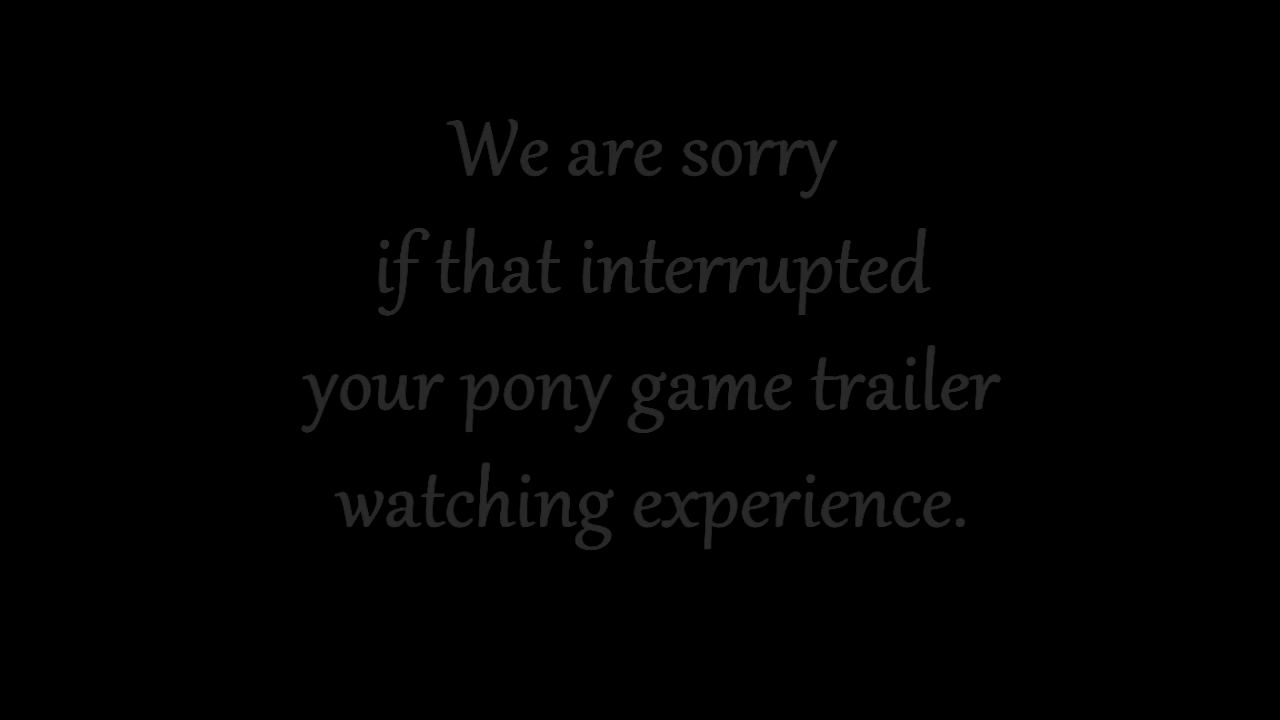 We are sorry
if that interrupted
your pony game trailer
watching experience.